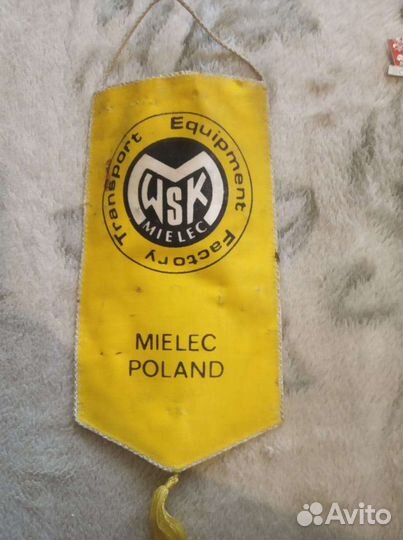 Transport Equipment Factory
WSK
MIELEC
MIELEC
POLAND
Avito